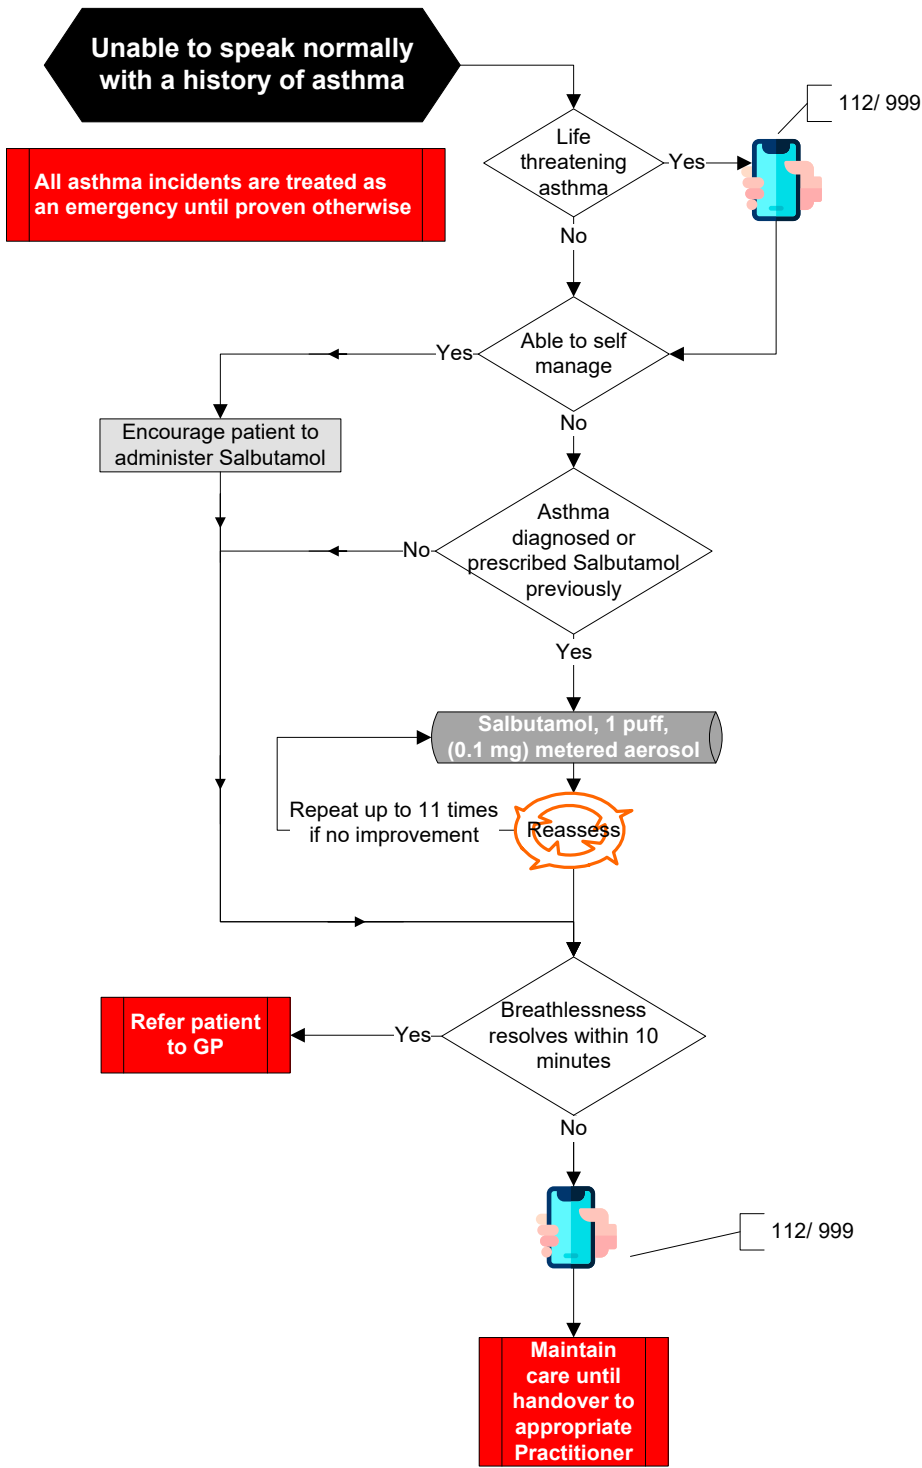 Unable to speak normally
with a history of asthma
112/ 999
Life
threatening
asthma
Yes
All asthma incidents are treated as
an emergency until proven otherwise
No
Able to self
manage
Yes
No
Encourage patient to
administer Salbutamol
Asthma
diagnosed or
prescribed Salbutamol
previously
No
Yes
Salbutamol, 1 puff,
(0.1 mg) metered aerosol
Repeat up to 11 times
if no improvement
Reassess
Breathlessness
resolves within 10
minutes
Yes
Refer patient
to GP
No
112/ 999
Maintain
care until
handover to
appropriate
Practitioner